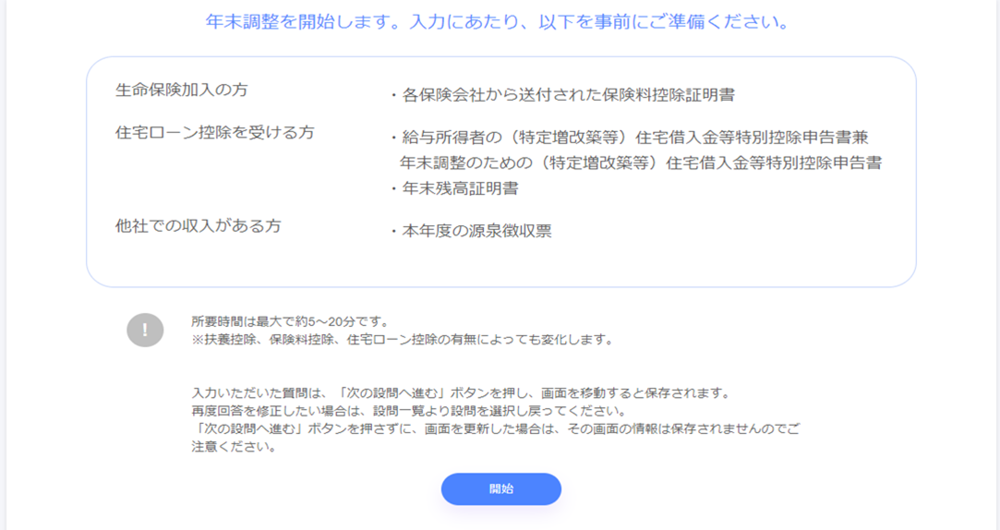 年末調整を開始します。入力にあたり、以下を事前にご準備ください。
生命保険加入の方
・各保険会社から送付された保険料控除証明書
住宅ローン控除を受ける方
・給与所得者の（特定増改築等）住宅借入金等特別控除申告書兼
年末調整のための（特定増改築等）住宅借入金等特別控除申告書
・年末残高証明書
他社での収入がある方
・本年度の源泉徴収票
!
所要時間は最大で約5～20分です。
※扶養控除、保険料控除、住宅ローン控除の有無によっても変化します。
入力いただいた質問は、「次の設問へ進む」ボタンを押し、画面を移動すると保存されます。
再度回答を修正したい場合は、設問一覧より設問を選択し戻ってください。
「次の設問へ進む」ボタンを押さずに、画面を更新した場合は、その画面の情報は保存されませんのでご
注意ください。
開始